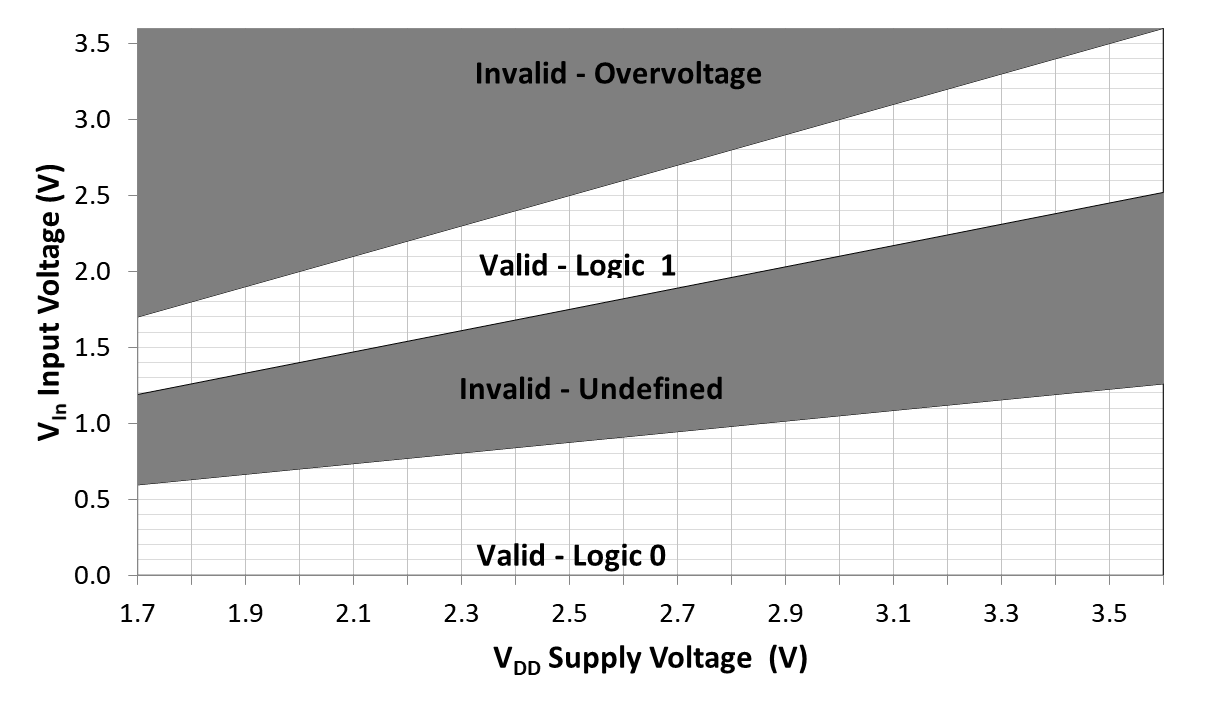 3.5
Invalid - Overvoltage
3.0
2.5
Valid - Logic 1
2.0
1.5
Invalid - Undefined
1.0
0.5
Valid - Logic 0
0.0
VIn Input Voltage (V)
1.7 1.9 2.1 2.3 2.5 2.7 2.9 3.1 3.3 3.5
VDD Supply Voltage (V)